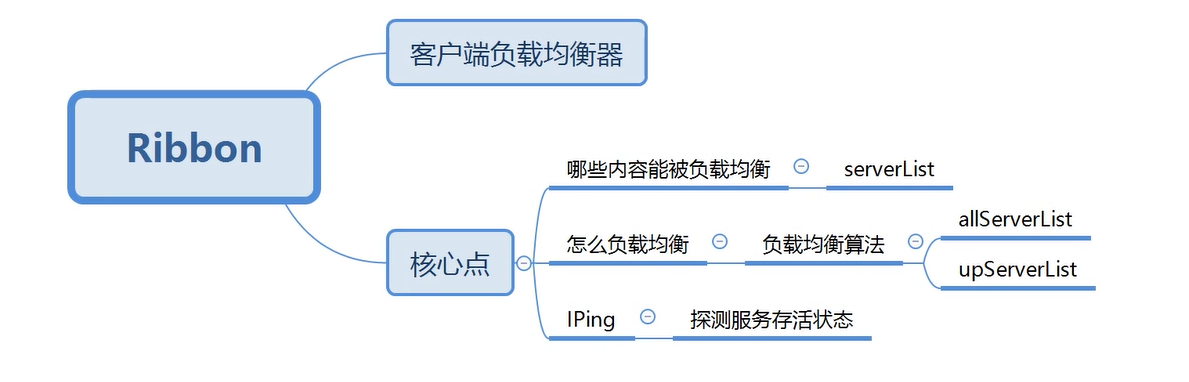 Ribbon
客户端负载均衡器
核心点
哪些内容能被负载均衡
serverList
怎么负载均衡
负载均衡算法
allServerList
upServerList
IPing
探测服务存活状态